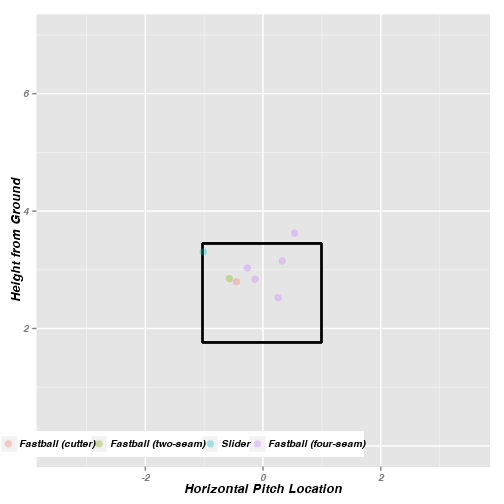 6
4
2
Height from Ground
Fastball (cutter) Fastball (two-seam) Slider Fastball (four-seam)
-2 0 2
Horizontal Pitch Location